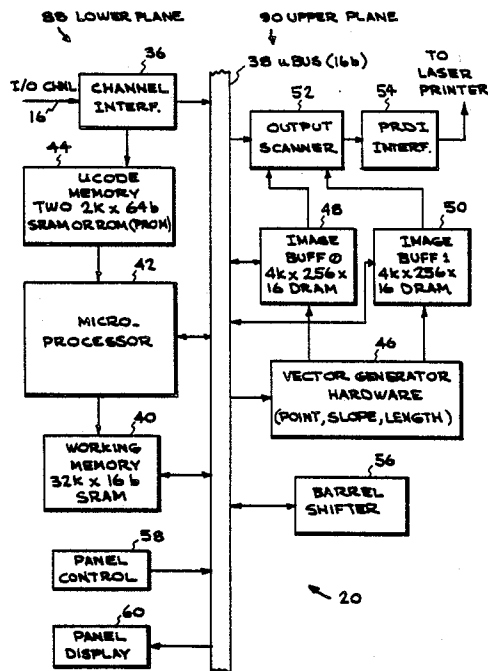 88 LOWER PLANE
90 UPPER PLANE
36
38 uBUS (16b)
TO
LASER
PRINTER
I/O CHNL
16
CHANNEL
INTERF.
52
OUTPUT
SCANNER
54
PRDI
INTERF.
44
UCODE
MEMORY
TWO 2K x 64b
SRAM OR ROM (PROM)
48
IMAGE
BUFF 0
4K x 256 x
16 DRAM
50
IMAGE
BUFF 1
4K x 256 x
16 DRAM
42
MICRO-
PROCESSOR
46
VECTOR GENERATOR
HARDWARE
(POINT, SLOPE, LENGTH)
40
WORKING
MEMORY
32K x 16 b
SRAM
56
BARREL
SHIFTER
58
PANEL
CONTROL
20
60
PANEL
DISPLAY